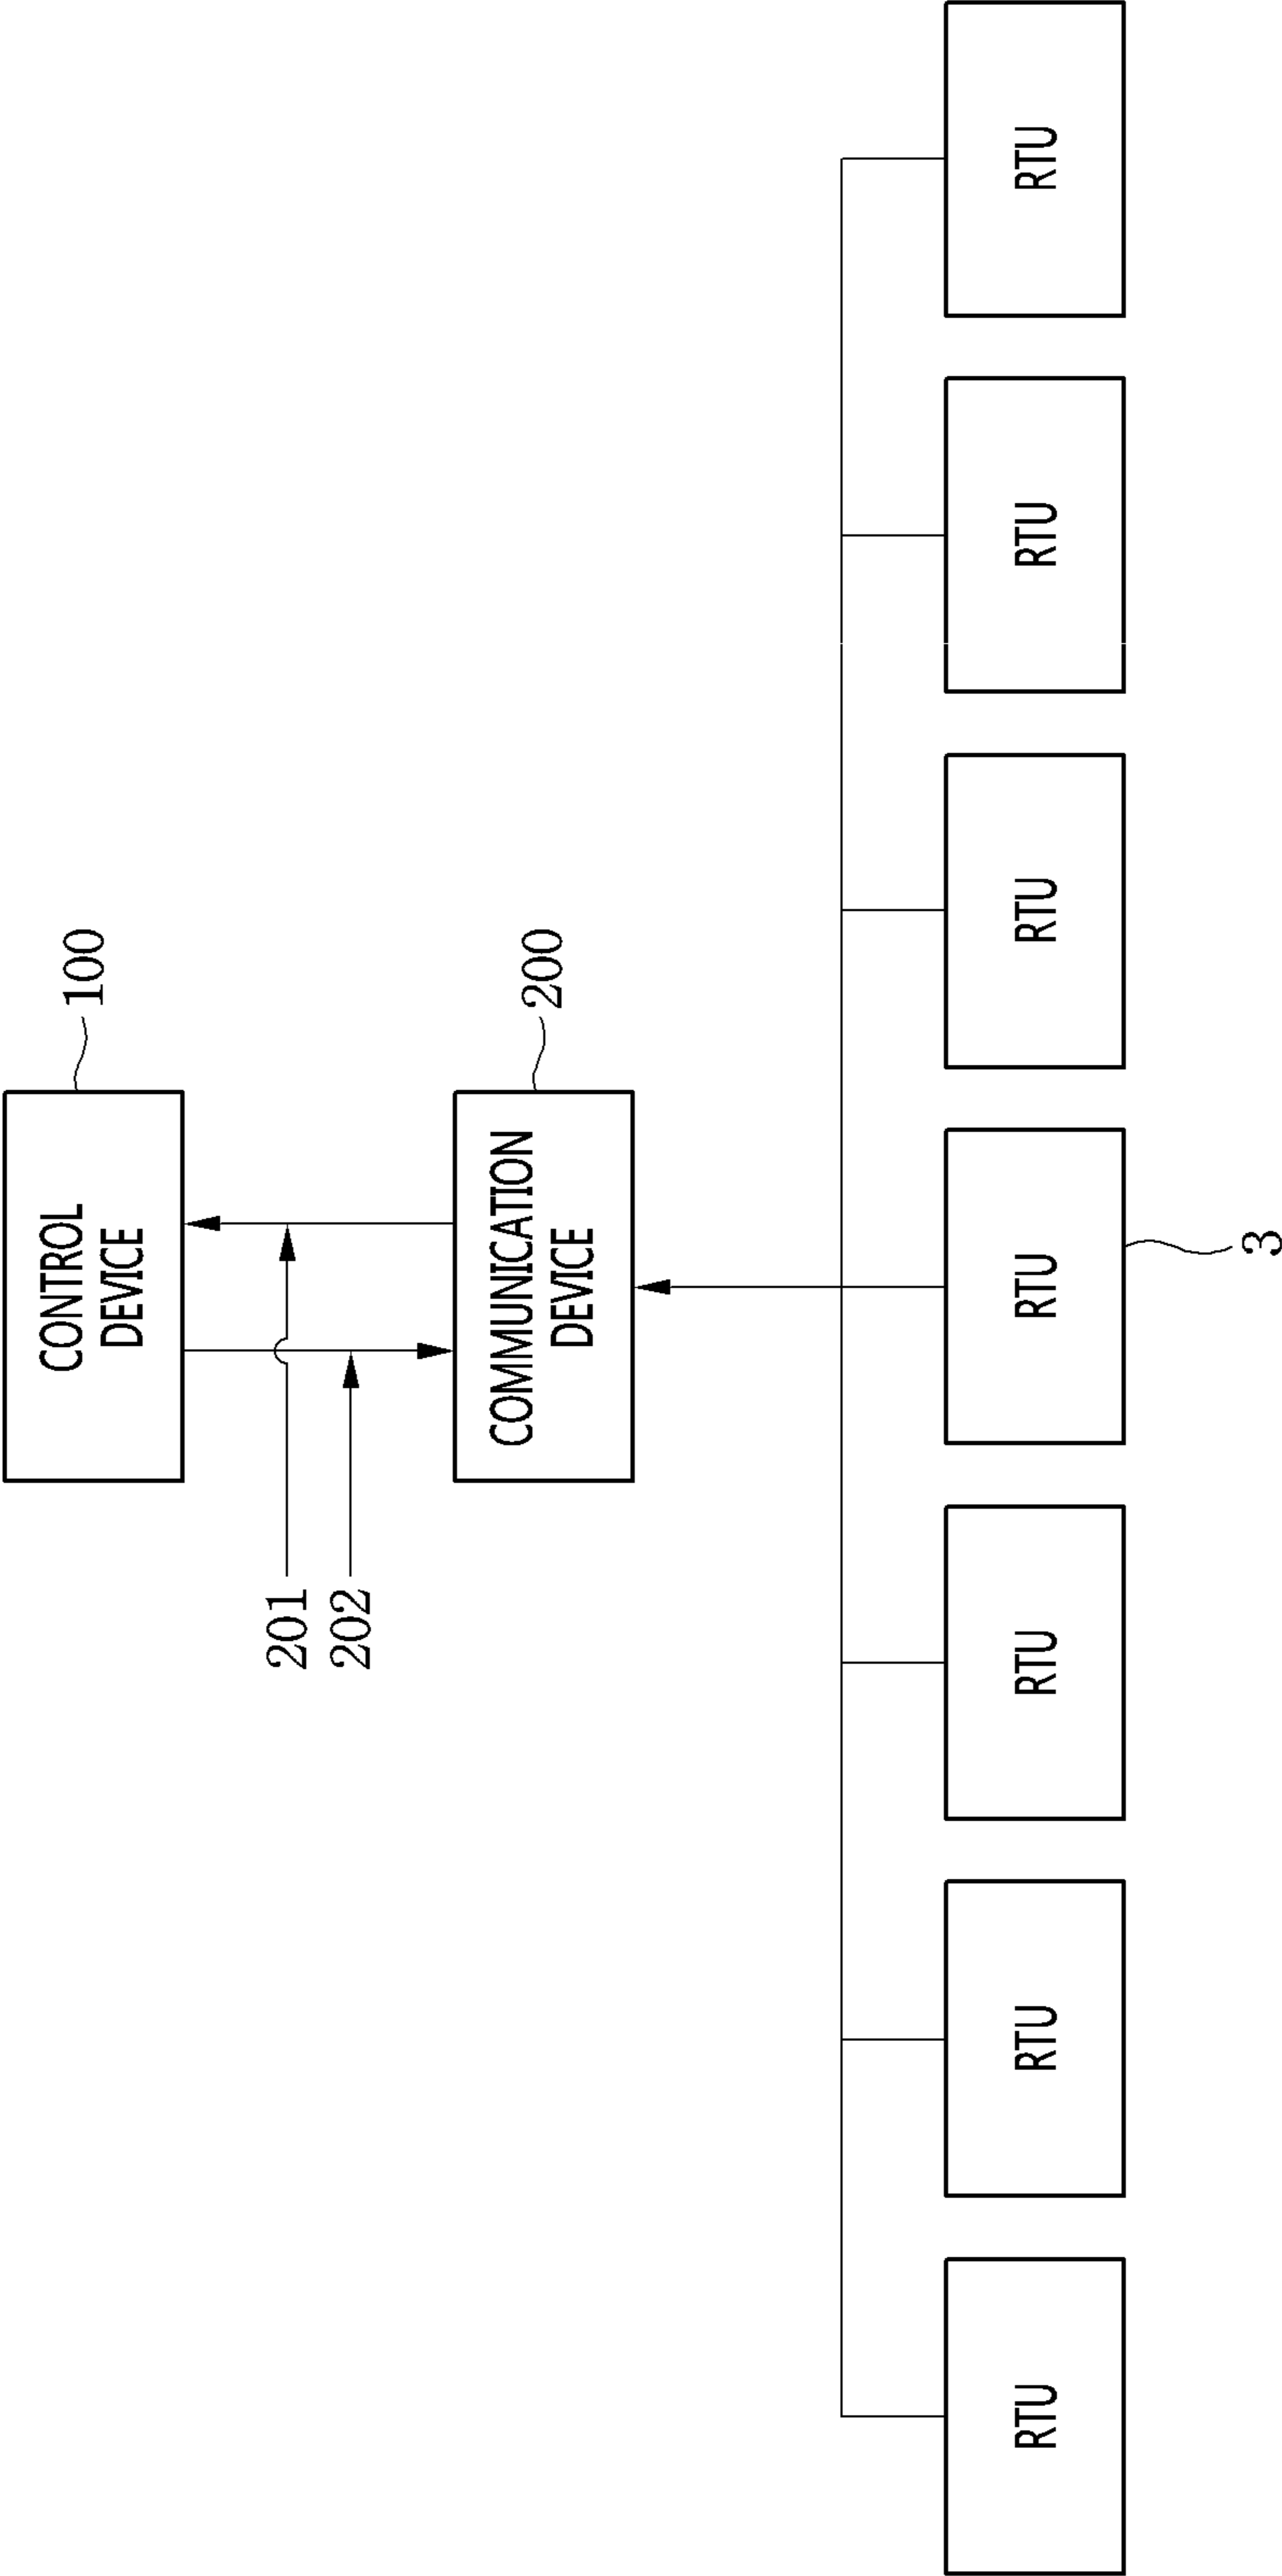 100
CONTROL
DEVICE
201
202
200
COMMUNICATION
DEVICE
RTU
RTU
RTU
RTU
RTU
RTU
RTU
3